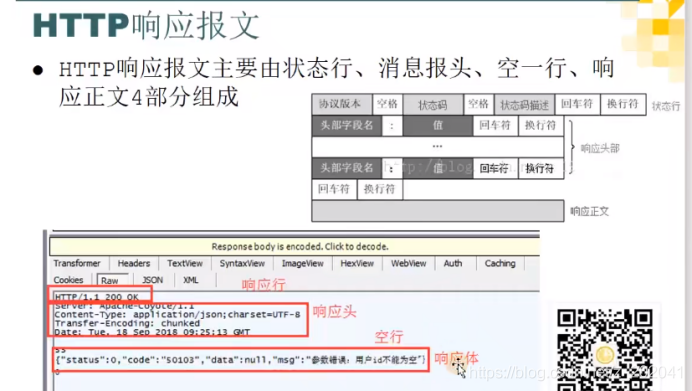 HTTP响应报文
● HTTP响应报文主要由状态行、消息报头、空一行、响
应正文4部分组成
协议版本 空格 状态码 空格 状态码描述 回车符 换行符 状态行
头部字段名 : 值 回车符 换行符
...
响应头部
头部字段名 : 值 回车符 换行符
回车符 换行符
响应正文
Response body is encoded. Click to decode.
Transformer Headers TextView SyntaxView ImageView HexView WebView Auth Caching
Cookies Raw JSON XML
响应行
HTTP/1.1 200 OK
Server: Apache-Coyote/1.1
响应头
Content-Type: application/json;charset=UTF-8
Transfer-Encoding: chunked
Date: Tue, 18 Sep 2018 09:25:13 GMT
空行
{"status":0,"code":"S0103","data":null,"msg":"参数错误：用户id不能为空"}
响应体
0